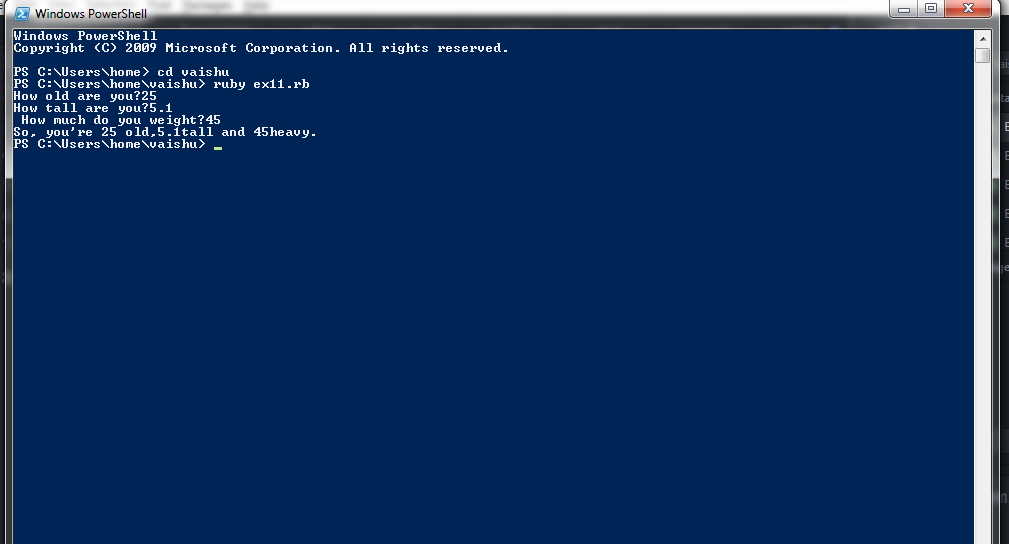 Windows PowerShell
Windows PowerShell
Copyright (C) 2009 Microsoft Corporation. All rights reserved.
PS C:\Users\home> cd vaishu
PS C:\Users\home\vaishu> ruby ex11.rb
How old are you?25
How tall are you?5.1
 How much do you weight?45
So, you're 25 old,5.1tall and 45heavy.
PS C:\Users\home\vaishu> _